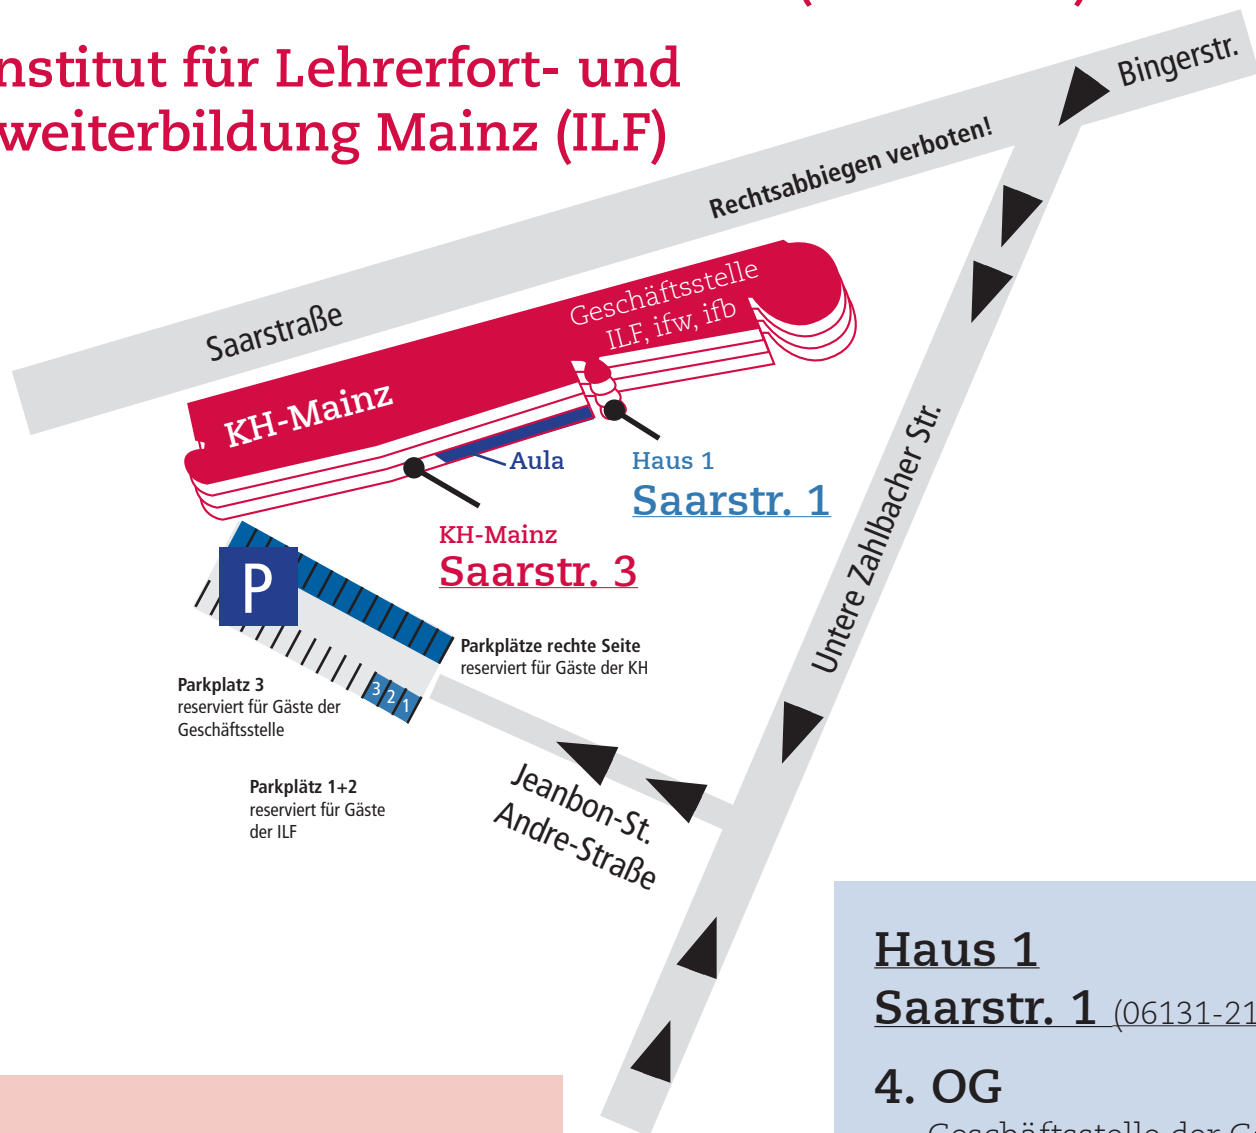 nstitut für Lehrerfort- und
weiterbildung Mainz (ILF)
Bingerstr.
Rechtsabbiegen verboten!
Saarstraße
Geschäftsstelle
ILF, ifw, ifb
KH-Mainz
Aula
Haus 1
Saarstr. 1
KH-Mainz
Saarstr. 3
Untere Zahlbacher Str.
P
Parkplätze rechte Seite
reserviert für Gäste der KH
3 2 1
Parkplatz 3
reserviert für Gäste der
Geschäftsstelle
Parkplätz 1+2
reserviert für Gäste
der ILF
Jeanbon-St.
Andre-Straße
Haus 1
Saarstr. 1 (06131-21
4. OG
Geschäftsstelle der G